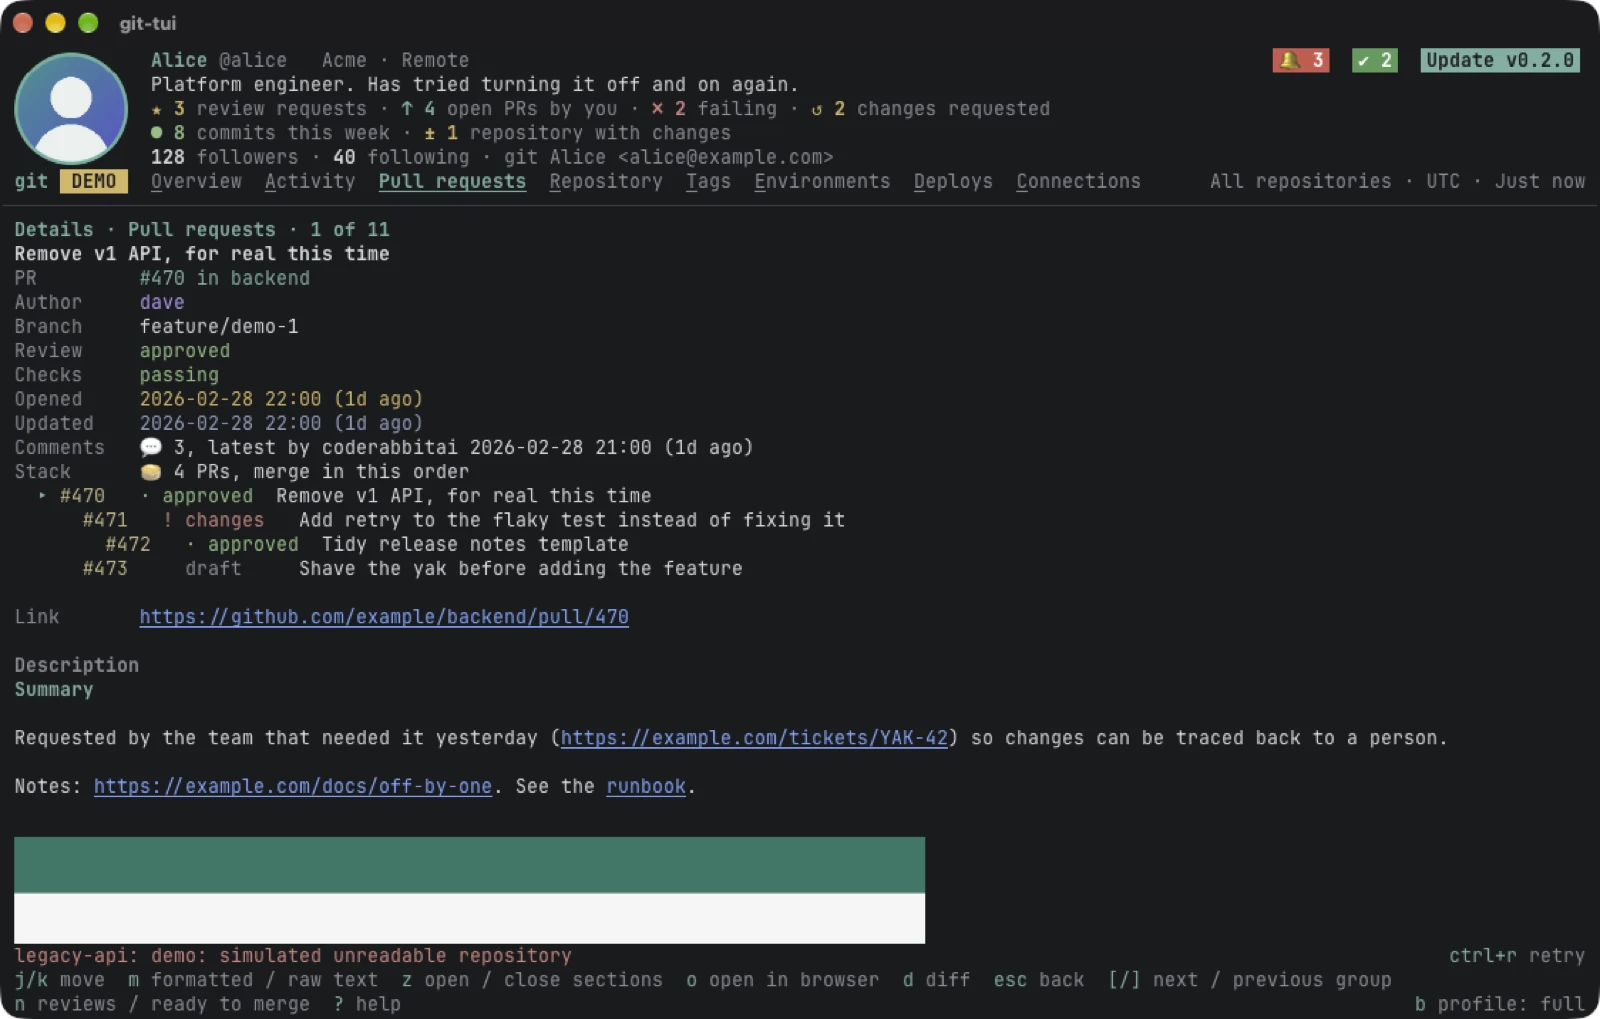 git-tui
Alice @alice   Acme · Remote
🔔 3   ✔ 2   Update v0.2.0
Platform engineer. Has tried turning it off and on again.
★ 3 review requests · ↑ 4 open PRs by you · × 2 failing · ↺ 2 changes requested
● 8 commits this week · ± 1 repository with changes
128 followers · 40 following · git Alice <alice@example.com>
git DEMO   Overview   Activity   Pull requests   Repository   Tags   Environments   Deploys   Connections   All repositories · UTC · Just now
Details · Pull requests · 1 of 11
Remove v1 API, for real this time
PR   #470 in backend
Author   dave
Branch   feature/demo-1
Review   approved
Checks   passing
Opened   2026-02-28 22:00 (1d ago)
Updated   2026-02-28 22:00 (1d ago)
Comments   💬 3, latest by coderabbitai 2026-02-28 21:00 (1d ago)
Stack   🥞 4 PRs, merge in this order
▸ #470   · approved   Remove v1 API, for real this time
#471   ! changes   Add retry to the flaky test instead of fixing it
#472   · approved   Tidy release notes template
#473   draft   Shave the yak before adding the feature
Link   https://github.com/example/backend/pull/470
Description
Summary
Requested by the team that needed it yesterday (https://example.com/tickets/YAK-42) so changes can be traced back to a person.
Notes: https://example.com/docs/off-by-one. See the runbook.
legacy-api: demo: simulated unreadable repository   ctrl+r retry
j/k move   m formatted / raw text   z open / close sections   o open in browser   d diff   esc back   [/] next / previous group
n reviews / ready to merge   ? help   b profile: full